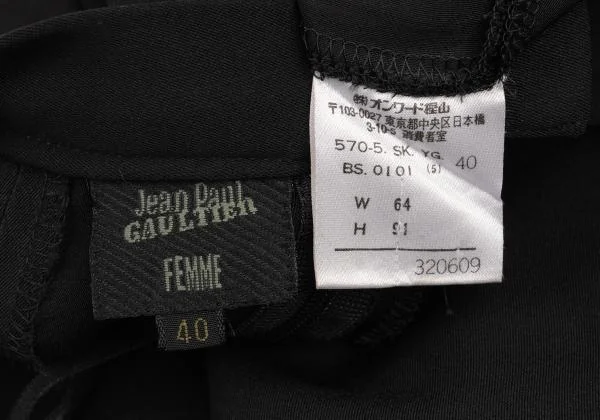 Jean Paul
GAULTIER
FEMME
40
㈱オンワード樫山
〒103-0027 東京都中央区日本橋
3-10-5 消費者室
570-5. SK. YG.
BS. 0101 (5) 40
W 64
H 91
320609